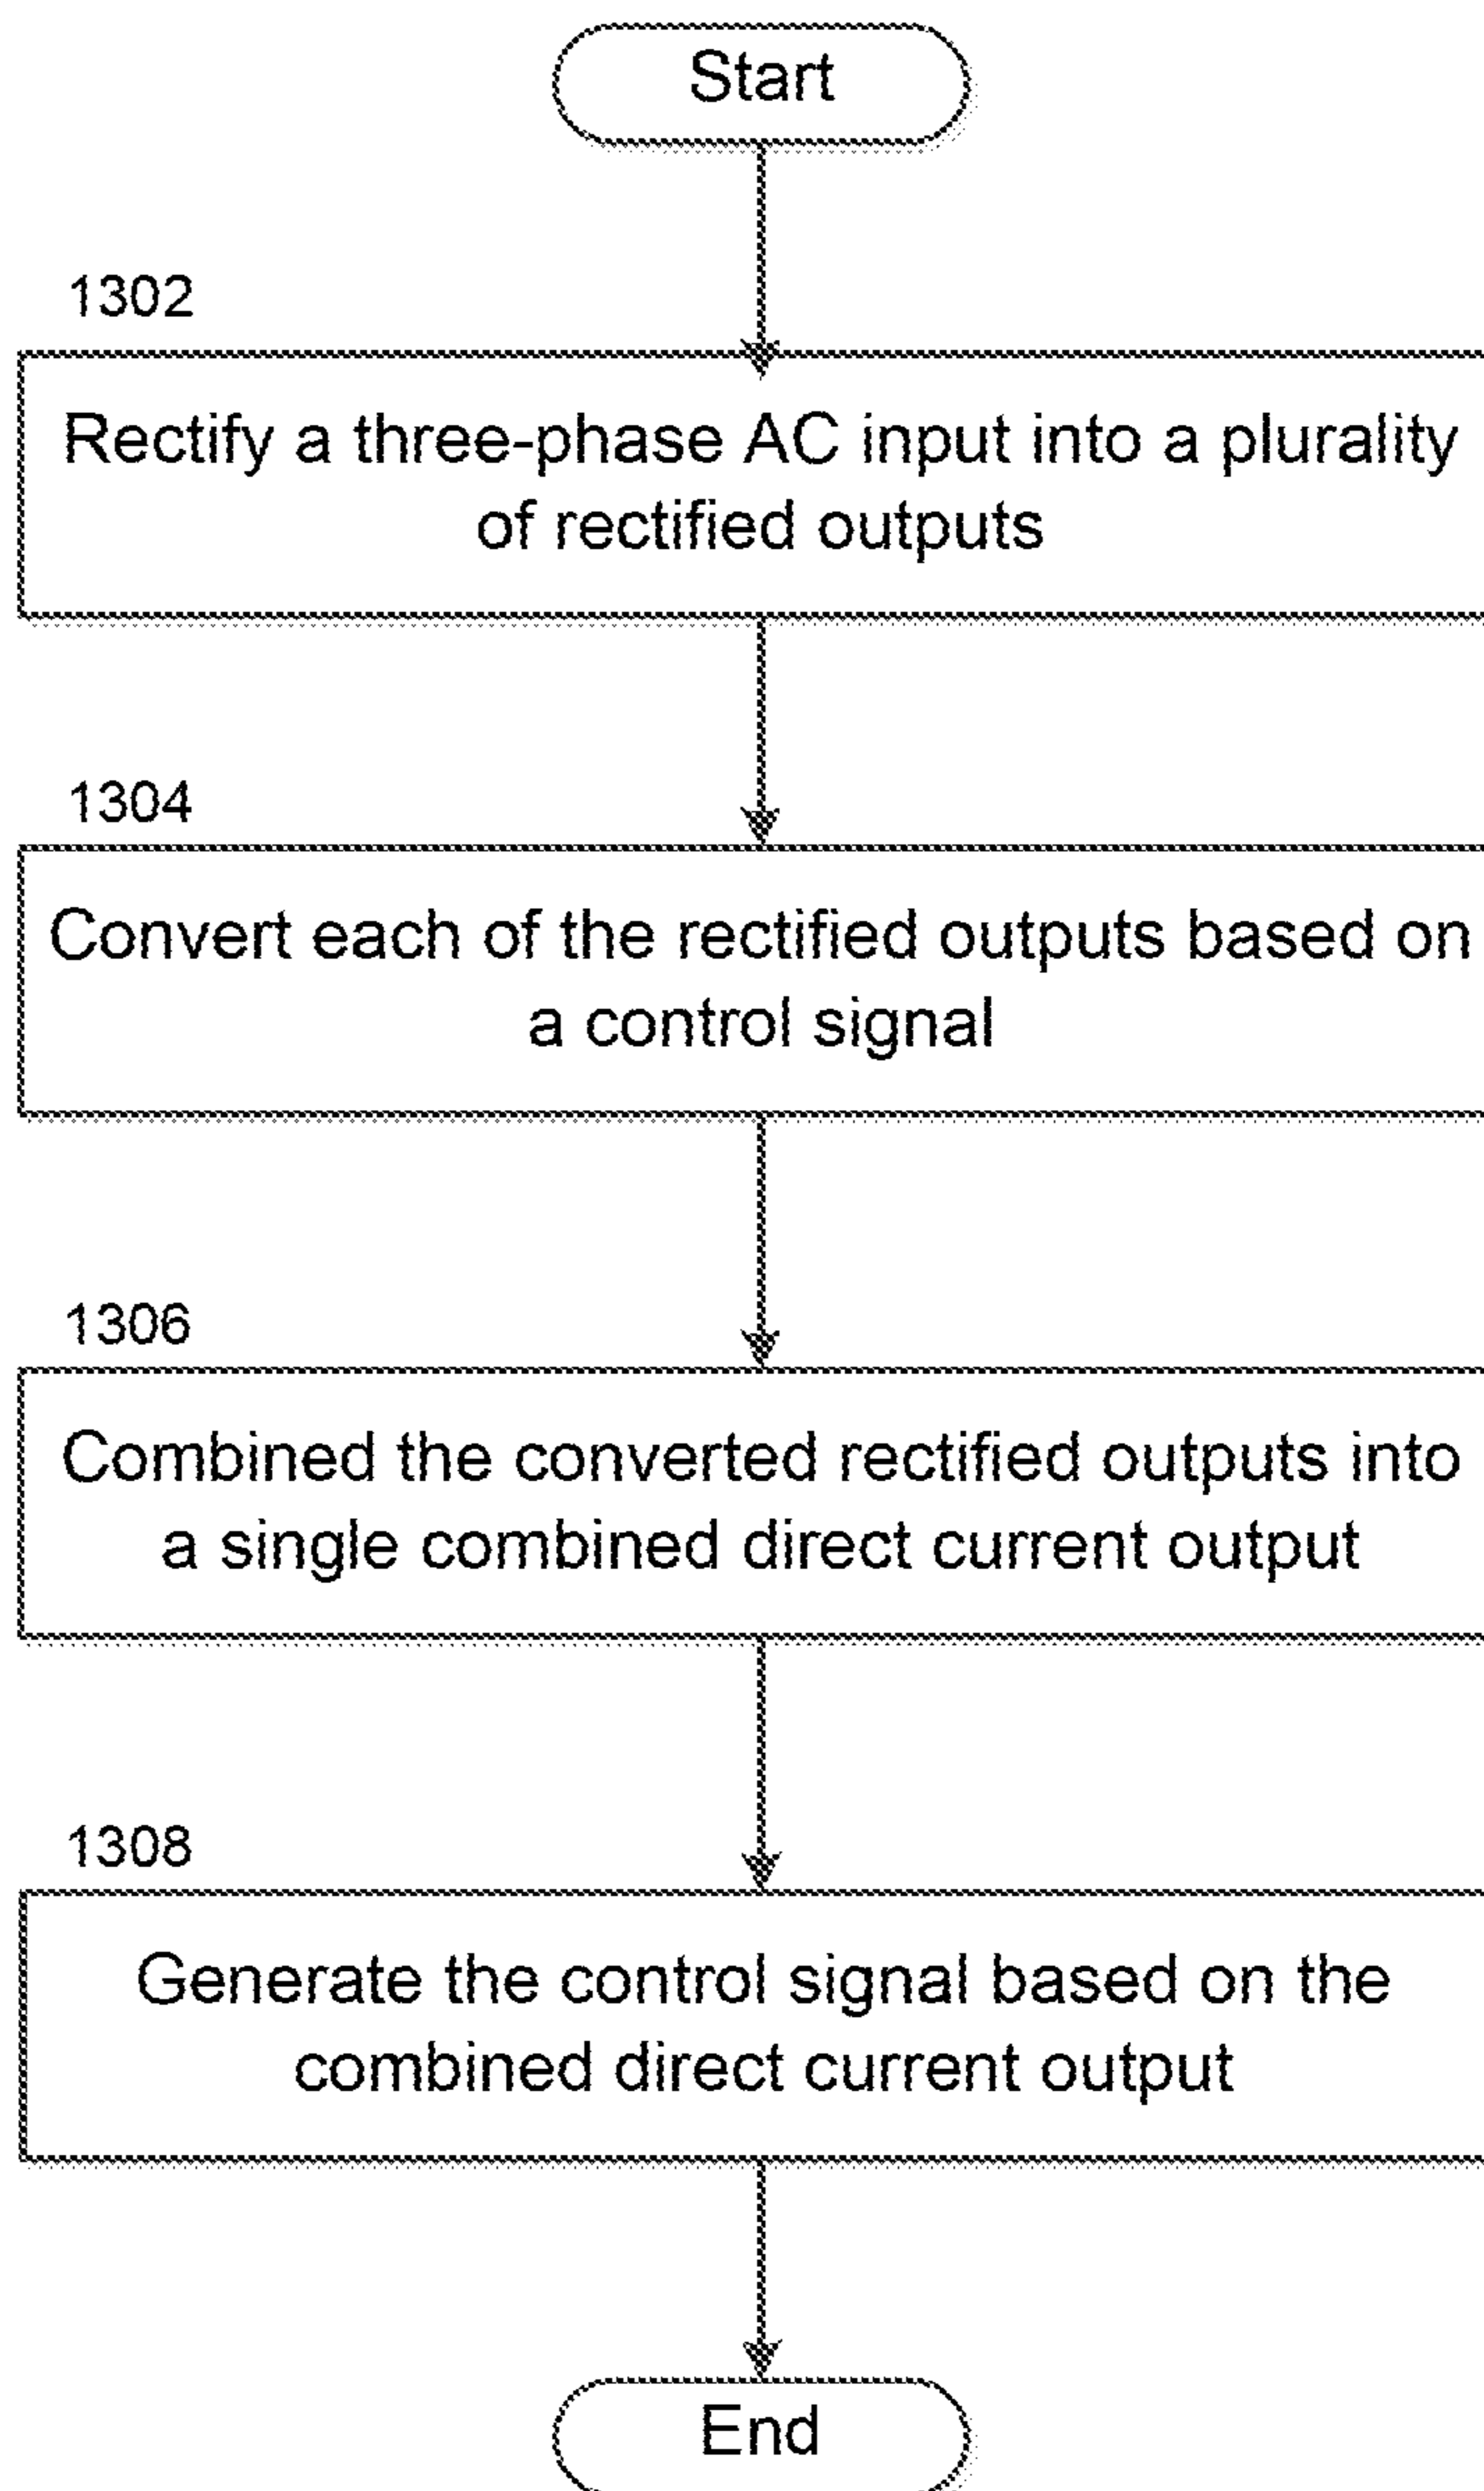 Start
1302
Rectify a three-phase AC input into a plurality
of rectified outputs
1304
Convert each of the rectified outputs based on
a control signal
1306
Combined the converted rectified outputs into
a single combined direct current output
1308
Generate the control signal based on the
combined direct current output
End